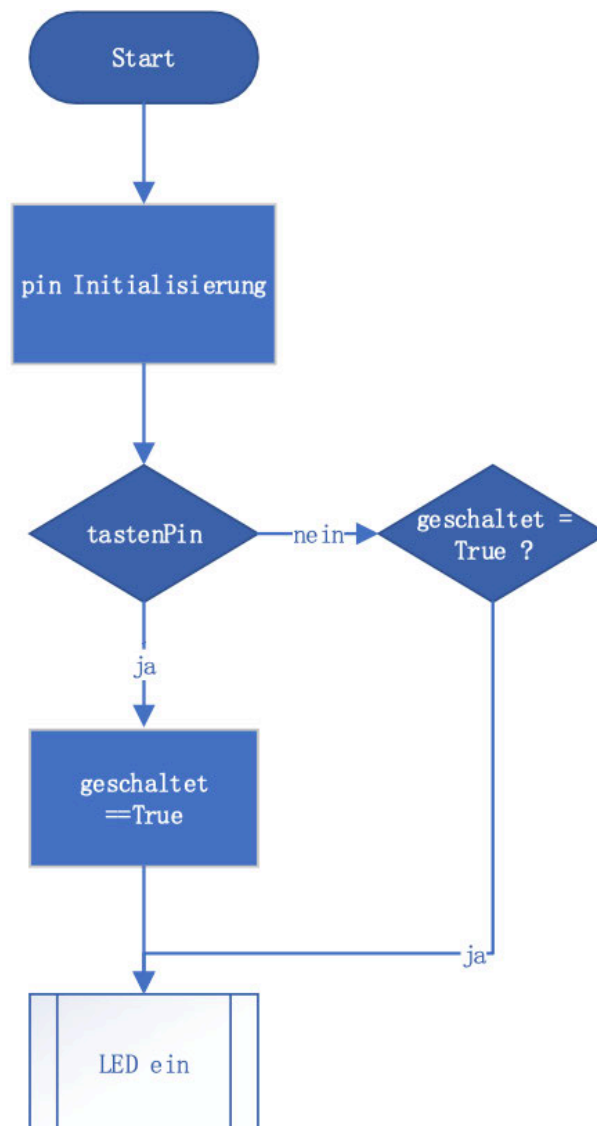 Start
pin Initialisierung
tastenPin
nein
geschaltet =
True ?
ja
geschaltet
==True
ja
LED ein